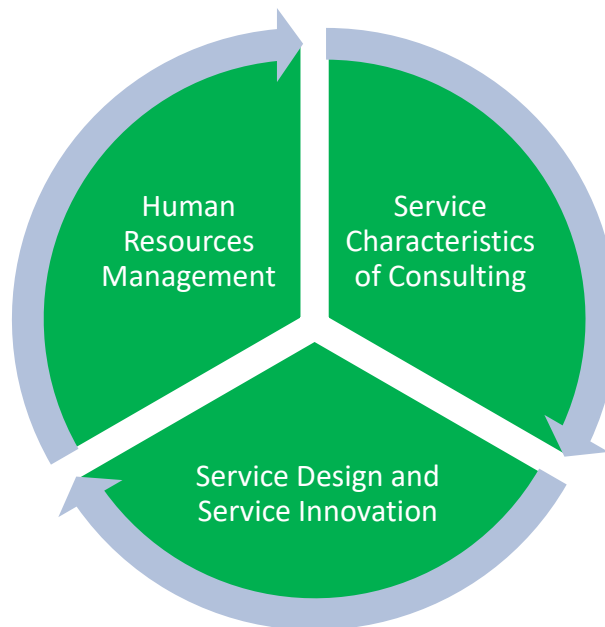 Human
Resources
Management
Service
Characteristics
of Consulting
Service Design and
Service Innovation